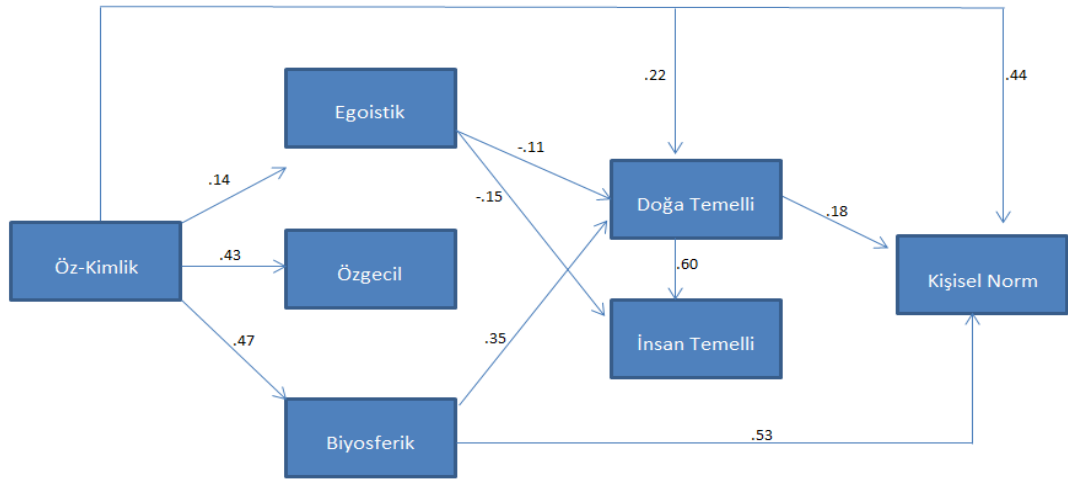 .22
.44
Egoistik
-.11
.14
-.15
Doğa Temelli
.18
Öz-Kimlik
.43
Özgecil
.60
Kişisel Norm
.47
.35
İnsan Temelli
Biyosferik
.53